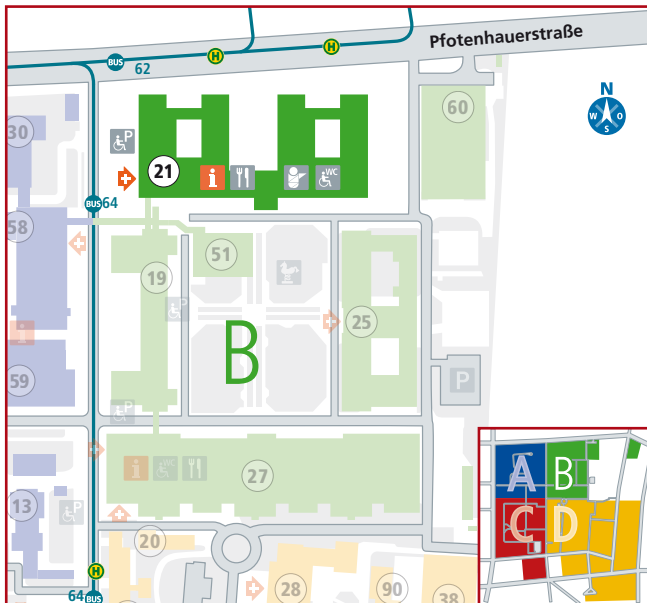 Pfotenhauerstraße
H
H
BUS
62
N
W O
S
30
P
60
21
i
WC
BUS 64
58
51
19
P
25
i
B
59
P
P
i
WC
27
A
B
13
P
C
D
20
H
64 BUS
28
90
38